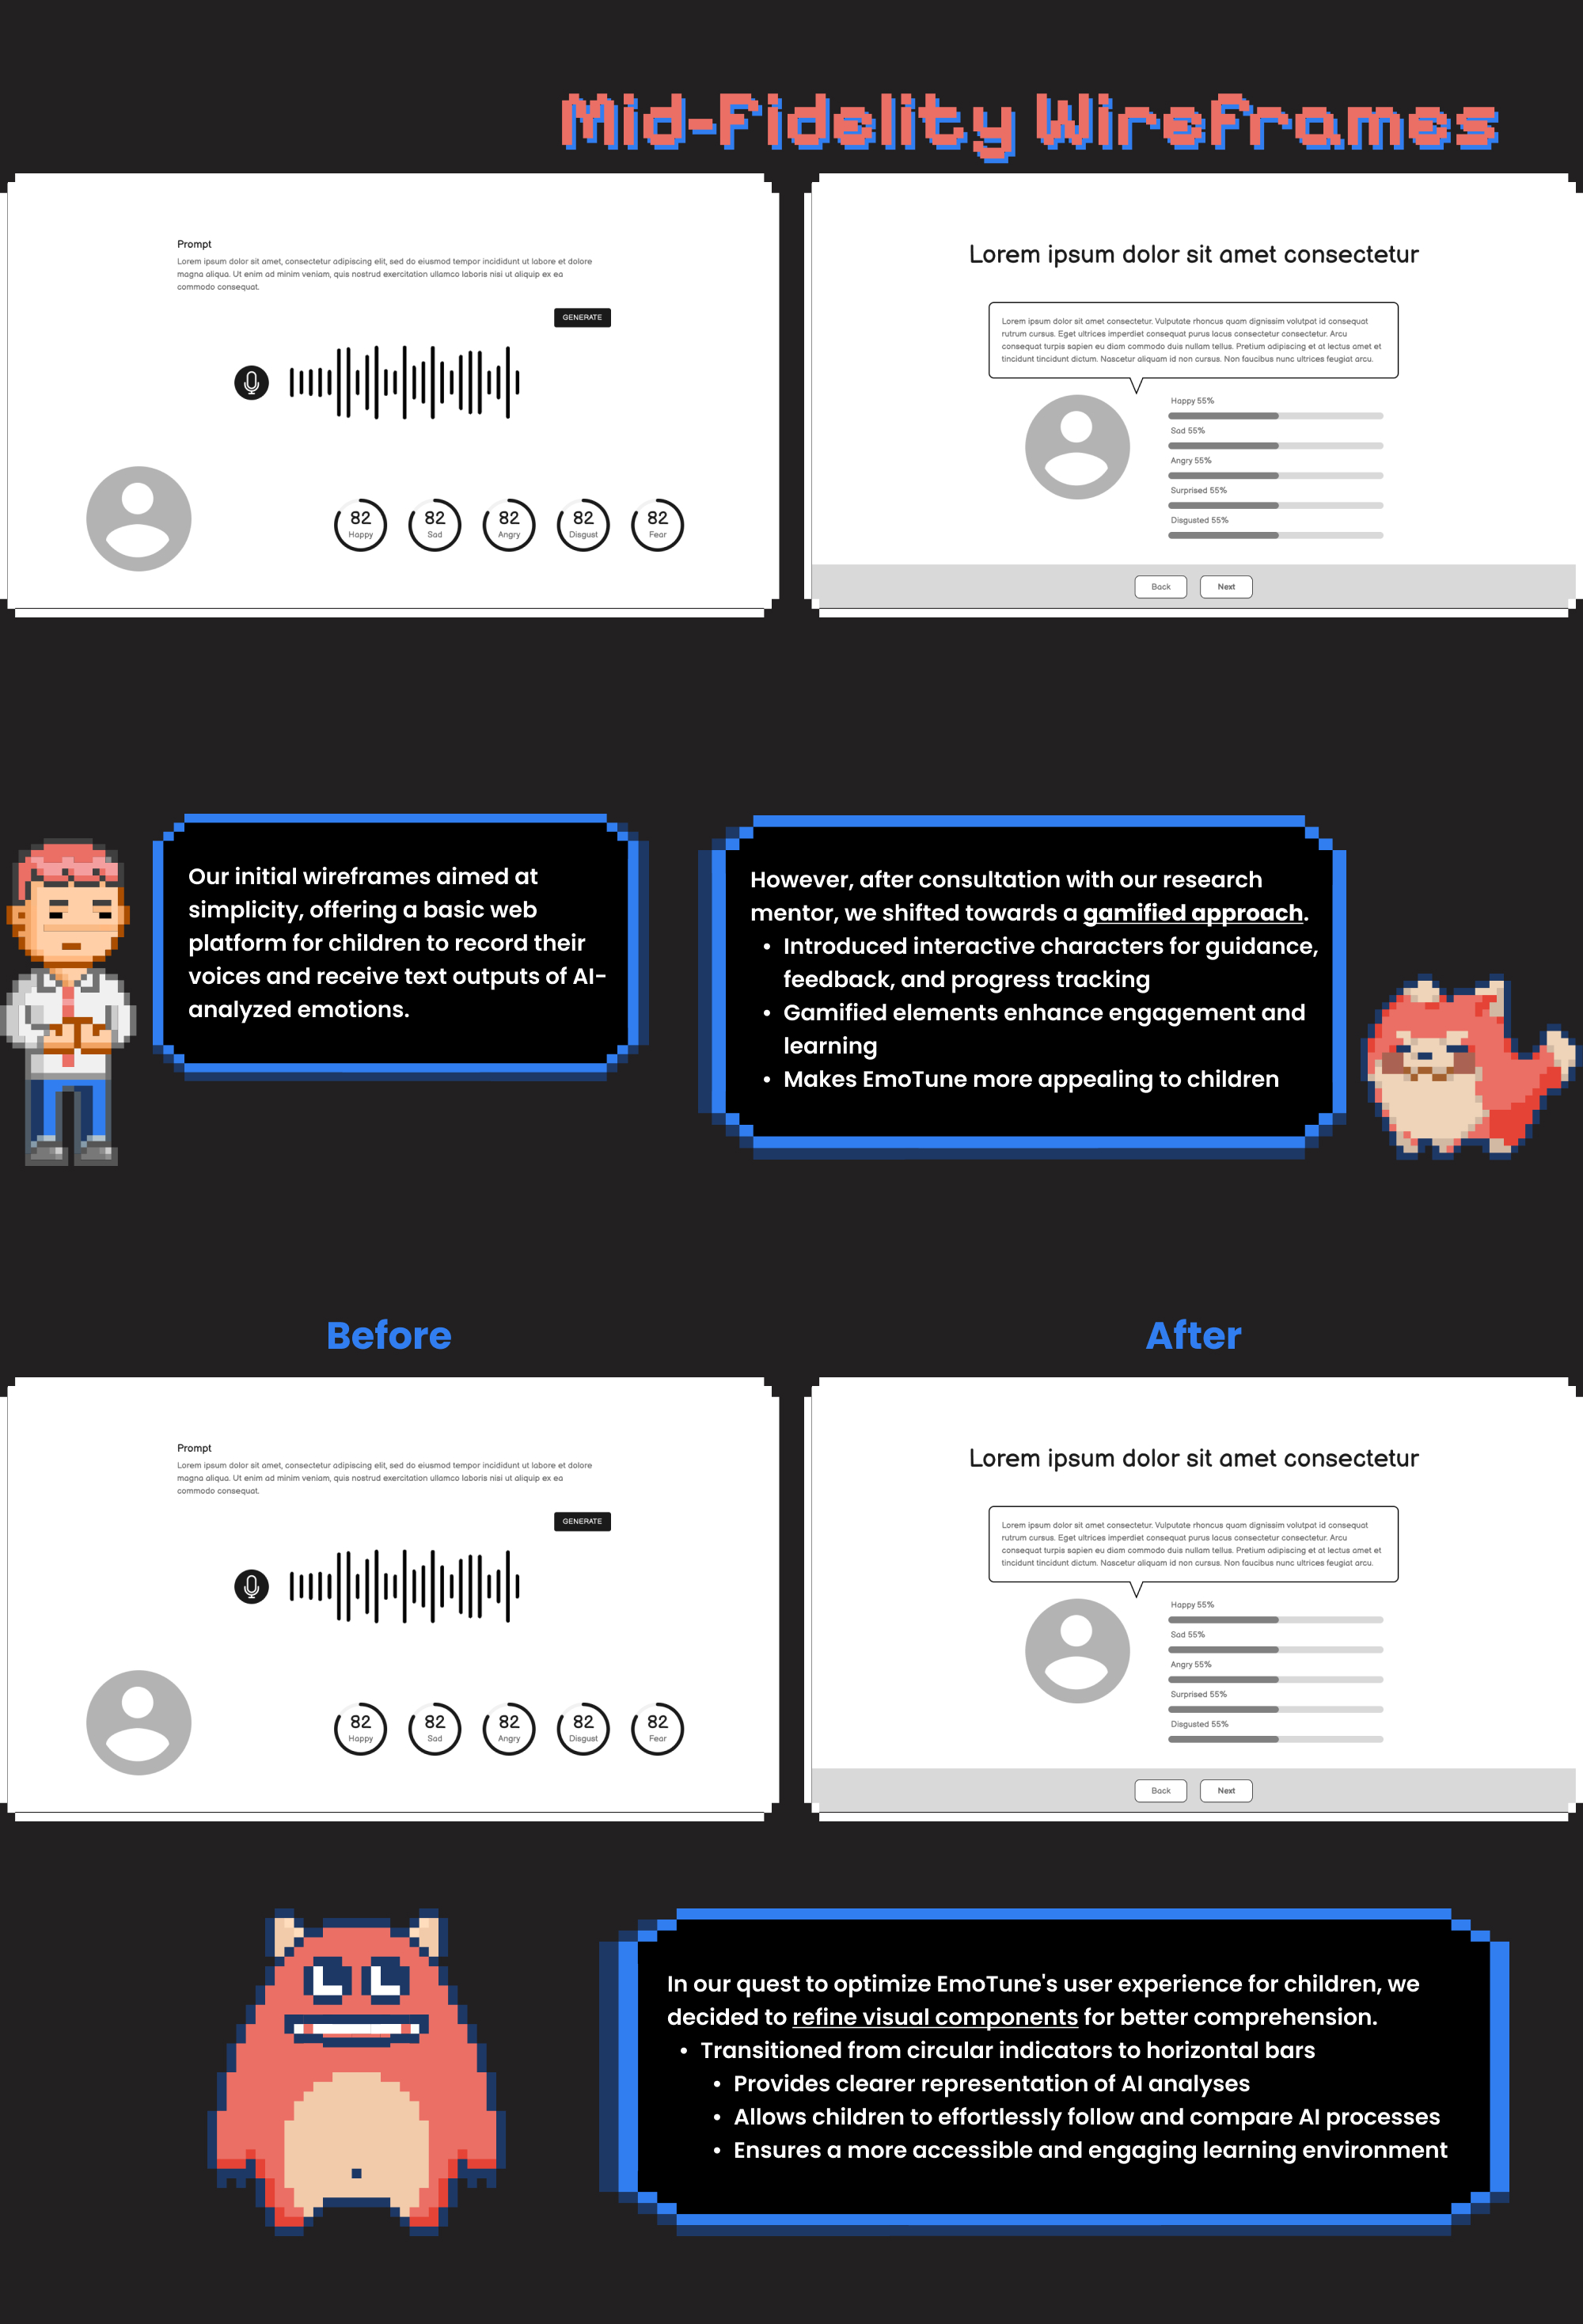 Mid-Fidelity Wireframes
Prompt
Lorem ipsum dolor sit amet, consectetur adipiscing elit, sed do eiusmod tempor incididunt ut labore et dolore
magna aliqua. Ut enim ad minim veniam, quis nostrud exercitation ullamco laboris nisi ut aliquip ex ea
commodo consequat.
GENERATE
82 82 82 82 82
Happy Sad Angry Disgust Fear
Lorem ipsum dolor sit amet consectetur
Lorem ipsum dolor sit amet consectetur. Vulputate rhoncus quam dignissim volutpat id consequat
rutrum cursus. Eget ultrices imperdiet consequat purus lacus consectetur consectetur. Arcu
consequat turpis sapien eu diam commodo duis nullam tellus. Pretium adipiscing et at lectus amet et
tincidunt tincidunt dictum. Nascetur aliquam id non cursus. Non faucibus nunc ultrices feugiat arcu.
Happy 55%
Sad 55%
Angry 55%
Surprised 55%
Disgusted 55%
Back Next
Our initial wireframes aimed at
simplicity, offering a basic web
platform for children to record their
voices and receive text outputs of AI-
analyzed emotions.
However, after consultation with our research
mentor, we shifted towards a gamified approach.
• Introduced interactive characters for guidance,
feedback, and progress tracking
• Gamified elements enhance engagement and
learning
• Makes EmoTune more appealing to children
Before
After
Prompt
Lorem ipsum dolor sit amet, consectetur adipiscing elit, sed do eiusmod tempor incididunt ut labore et dolore
magna aliqua. Ut enim ad minim veniam, quis nostrud exercitation ullamco laboris nisi ut aliquip ex ea
commodo consequat.
GENERATE
82 82 82 82 82
Happy Sad Angry Disgust Fear
Lorem ipsum dolor sit amet consectetur
Lorem ipsum dolor sit amet consectetur. Vulputate rhoncus quam dignissim volutpat id consequat
rutrum cursus. Eget ultrices imperdiet consequat purus lacus consectetur consectetur. Arcu
consequat turpis sapien eu diam commodo duis nullam tellus. Pretium adipiscing et at lectus amet et
tincidunt tincidunt dictum. Nascetur aliquam id non cursus. Non faucibus nunc ultrices feugiat arcu.
Happy 55%
Sad 55%
Angry 55%
Surprised 55%
Disgusted 55%
Back Next
In our quest to optimize EmoTune's user experience for children, we
decided to refine visual components for better comprehension.
• Transitioned from circular indicators to horizontal bars
• Provides clearer representation of AI analyses
• Allows children to effortlessly follow and compare AI processes
• Ensures a more accessible and engaging learning environment